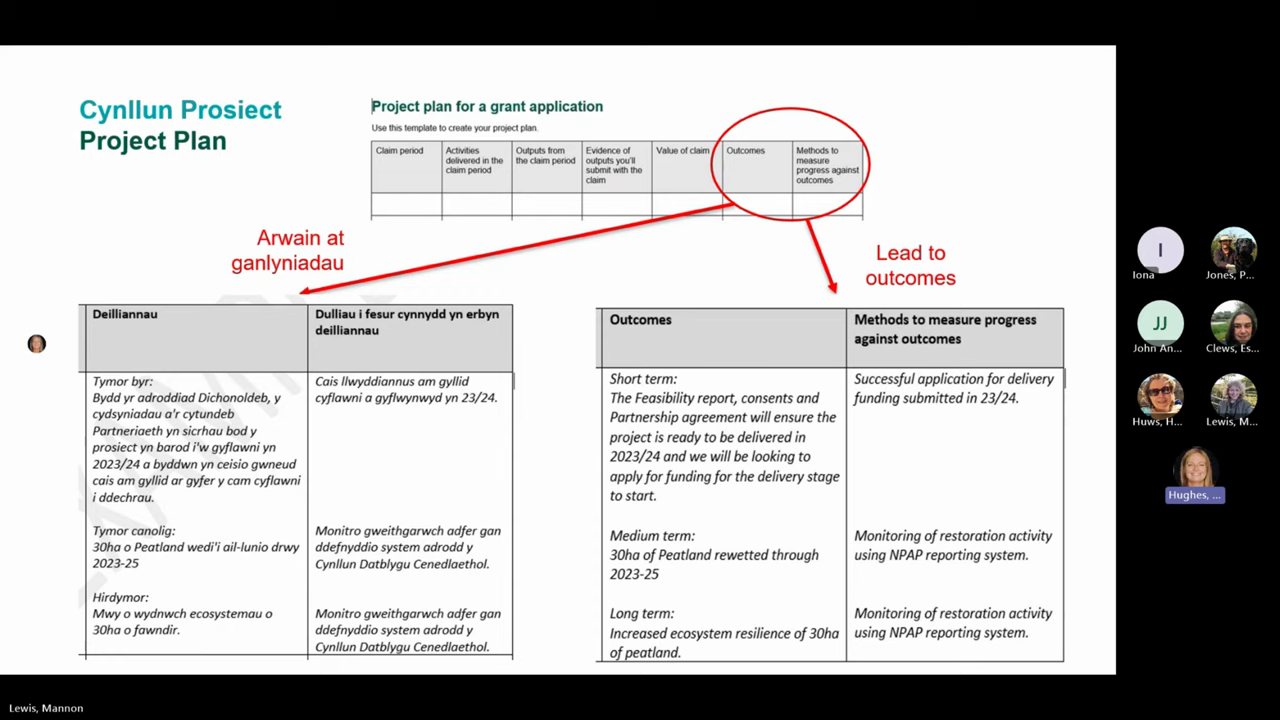 Cynllun Prosiect
Project Plan
Project plan for a grant application
Use this template to create your project plan.
Claim period
Activities
delivered in the
claim period
Outputs from
the claim period
Evidence of
outputs you'll
submit with the
claim
Value of claim
Outcomes
Methods to
measure
progress against
outcomes
Arwain at
ganlyniadau
Lead to
outcomes
Deilliannau
Dulliau i fesur cynnydd yn erbyn
deilliannau
Tymor byr:
Bydd yr adroddiad Dichonoldeb, y
cydsyniadau a'r cytundeb
Partneriaeth yn sicrhau bod y
prosiect yn barod i'w gyflawni yn
2023/24 a byddwn yn ceisio gwneud
cais am gyllid ar gyfer y cam cyflawni
i ddechrau.
Cais llwyddiannus am gyllid
cyflawni a gyflwynwyd yn 23/24.
Tymor canolig:
30ha o Peatland wedi'i ail-lunio drwy
2023-25
Monitro gweithgarwch adfer gan
ddefnyddio system adrodd y
Cynllun Datblygu Cenedlaethol.
Hirdymor:
Mwy o wydnwch ecosystemau o
30ha o fawndir.
Monitro gweithgarwch adfer gan
ddefnyddio system adrodd y
Cynllun Datblygu Cenedlaethol.
Outcomes
Methods to measure progress
against outcomes
Short term:
The Feasibility report, consents and
Partnership agreement will ensure the
project is ready to be delivered in
2023/24 and we will be looking to
apply for funding for the delivery stage
to start.
Successful application for delivery
funding submitted in 23/24.
Medium term:
30ha of Peatland rewetted through
2023-25
Monitoring of restoration activity
using NPAP reporting system.
Long term:
Increased ecosystem resilience of 30ha
of peatland.
Monitoring of restoration activity
using NPAP reporting system.
I
Iona
Jones, P...
JJ
John An...
Clews, Es...
Huws, H...
Lewis, M...
Hughes, ...
Lewis, Mannon